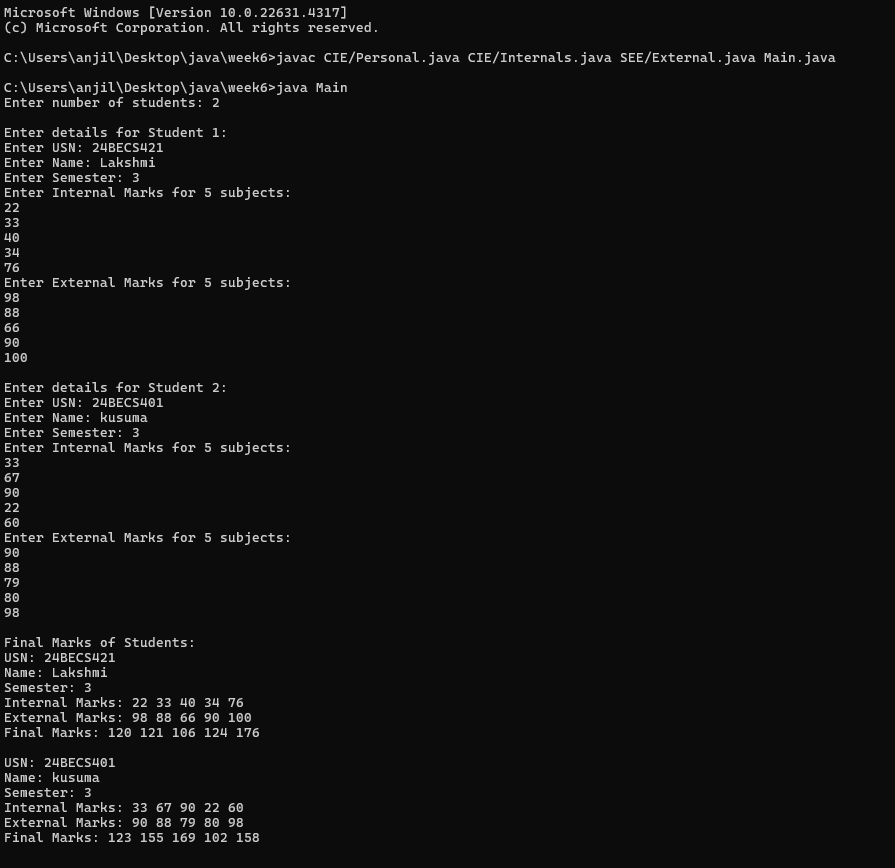 Microsoft Windows [Version 10.0.22631.4317]
(c) Microsoft Corporation. All rights reserved.
C:\Users\anjil\Desktop\java\week6>javac CIE/Personal.java CIE/Internals.java SEE/External.java Main.java
C:\Users\anjil\Desktop\java\week6>java Main
Enter number of students: 2
Enter details for Student 1:
Enter USN: 24BECS421
Enter Name: Lakshmi
Enter Semester: 3
Enter Internal Marks for 5 subjects:
22
33
40
34
76
Enter External Marks for 5 subjects:
98
88
66
90
100
Enter details for Student 2:
Enter USN: 24BECS401
Enter Name: kusuma
Enter Semester: 3
Enter Internal Marks for 5 subjects:
33
67
90
22
60
Enter External Marks for 5 subjects:
90
88
79
80
98
Final Marks of Students:
USN: 24BECS421
Name: Lakshmi
Semester: 3
Internal Marks: 22 33 40 34 76
External Marks: 98 88 66 90 100
Final Marks: 120 121 106 124 176
USN: 24BECS401
Name: kusuma
Semester: 3
Internal Marks: 33 67 90 22 60
External Marks: 90 88 79 80 98
Final Marks: 123 155 169 102 158